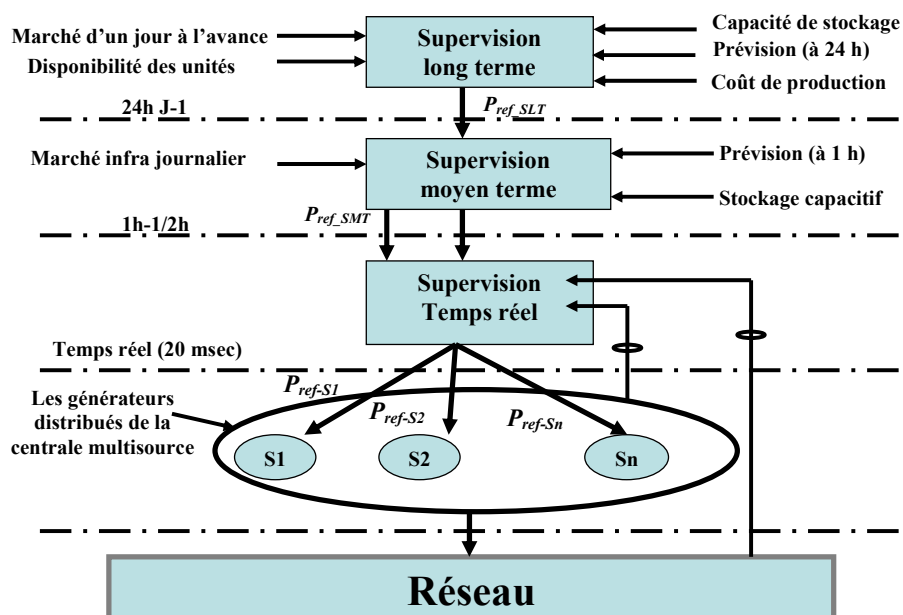 Marché d'un jour à l'avance
Disponibilité des unités
Supervision
long terme
Capacité de stockage
Prévision (à 24 h)
Coût de production
24h J-1
P_ref_SLT
Marché infra journalier
Supervision
moyen terme
Prévision (à 1 h)
Stockage capacitif
1h-1/2h
P_ref_SMT
Supervision
Temps réel
Temps réel (20 msec)
Les générateurs
distribués de la
centrale multisource
P_ref-S1
P_ref-S2
P_ref-Sn
S1
S2
Sn
Réseau